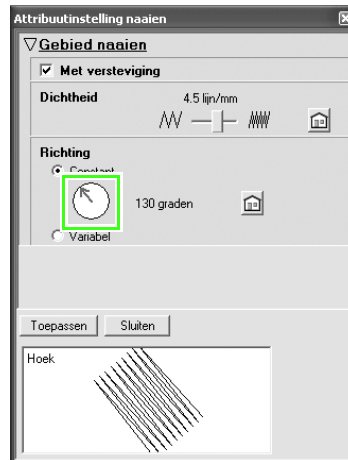 Attribuutinstelling naaien
Gebied naaien
Met versteviging
Dichtheid
4.5 lijn/mm
Richting
Constant
130 graden
Variabel
Toepassen
Sluiten
Hoek